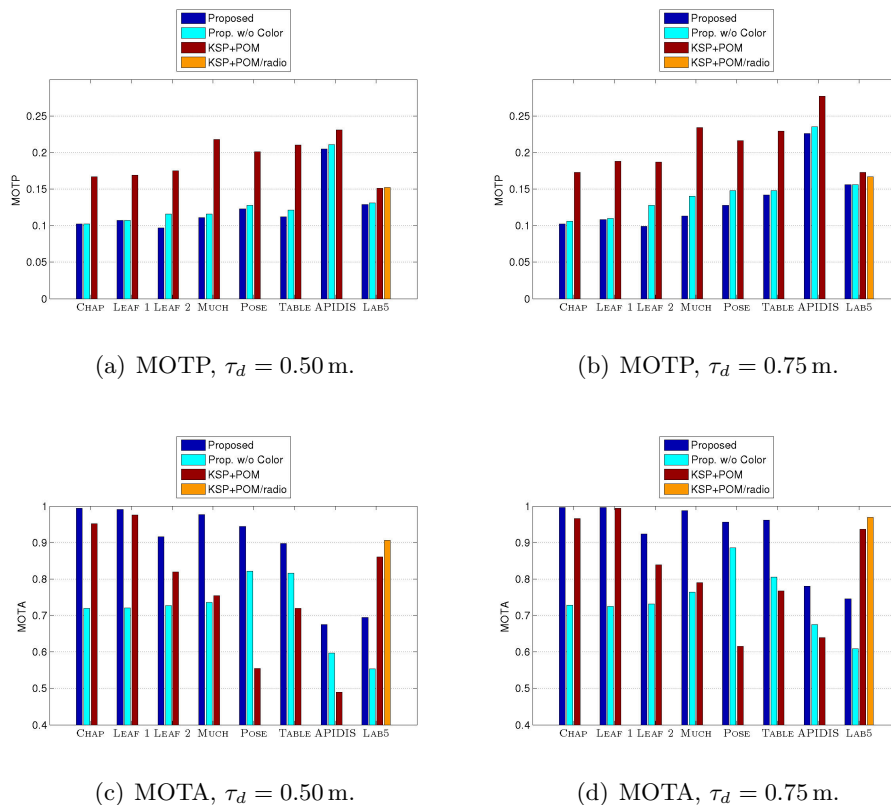 Proposed
Prop. w/o Color
KSP+POM
KSP+POM/radio
0.25
0.2
0.15
0.1
0.05
0
MOTP
CHAP LEAF 1 LEAF 2 MUCH POSE TABLE APIDIS LAB5
(a) MOTP, τd = 0.50 m.
Proposed
Prop. w/o Color
KSP+POM
KSP+POM/radio
0.25
0.2
0.15
0.1
0.05
0
MOTP
CHAP LEAF 1 LEAF 2 MUCH POSE TABLE APIDIS LAB5
(b) MOTP, τd = 0.75 m.
Proposed
Prop. w/o Color
KSP+POM
KSP+POM/radio
1
0.9
0.8
0.7
0.6
0.5
0.4
MOTA
CHAP LEAF 1 LEAF 2 MUCH POSE TABLE APIDIS LAB5
(c) MOTA, τd = 0.50 m.
Proposed
Prop. w/o Color
KSP+POM
KSP+POM/radio
1
0.9
0.8
0.7
0.6
0.5
0.4
MOTA
CHAP LEAF 1 LEAF 2 MUCH POSE TABLE APIDIS LAB5
(d) MOTA, τd = 0.75 m.